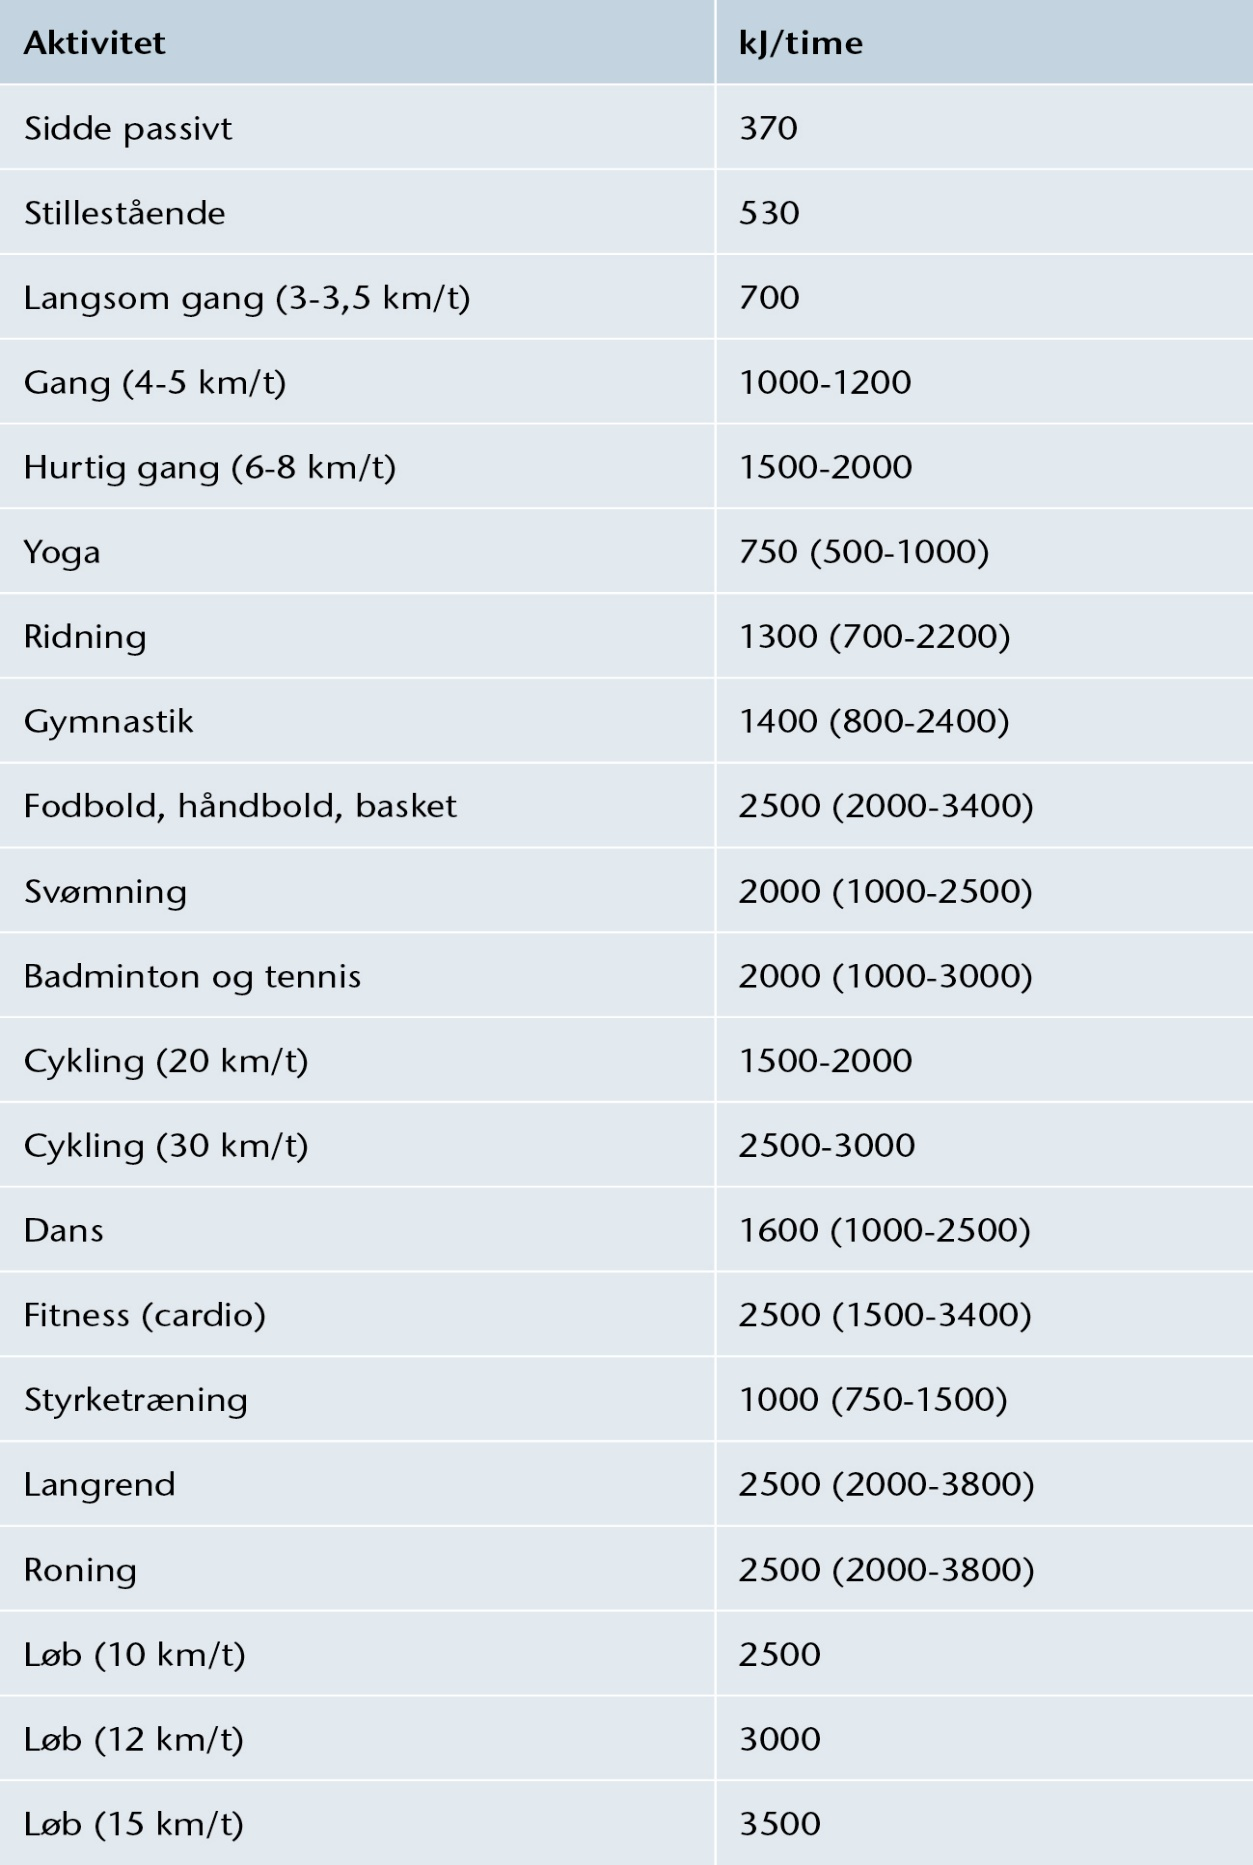 Aktivitet kJ/time
Sidde passivt 370
Stillestående 530
Langsom gang (3-3,5 km/t) 700
Gang (4-5 km/t) 1000-1200
Hurtig gang (6-8 km/t) 1500-2000
Yoga 750 (500-1000)
Ridning 1300 (700-2200)
Gymnastik 1400 (800-2400)
Fodbold, håndbold, basket 2500 (2000-3400)
Svømning 2000 (1000-2500)
Badminton og tennis 2000 (1000-3000)
Cykling (20 km/t) 1500-2000
Cykling (30 km/t) 2500-3000
Dans 1600 (1000-2500)
Fitness (cardio) 2500 (1500-3400)
Styrketræning 1000 (750-1500)
Langrend 2500 (2000-3800)
Roning 2500 (2000-3800)
Løb (10 km/t) 2500
Løb (12 km/t) 3000
Løb (15 km/t) 3500